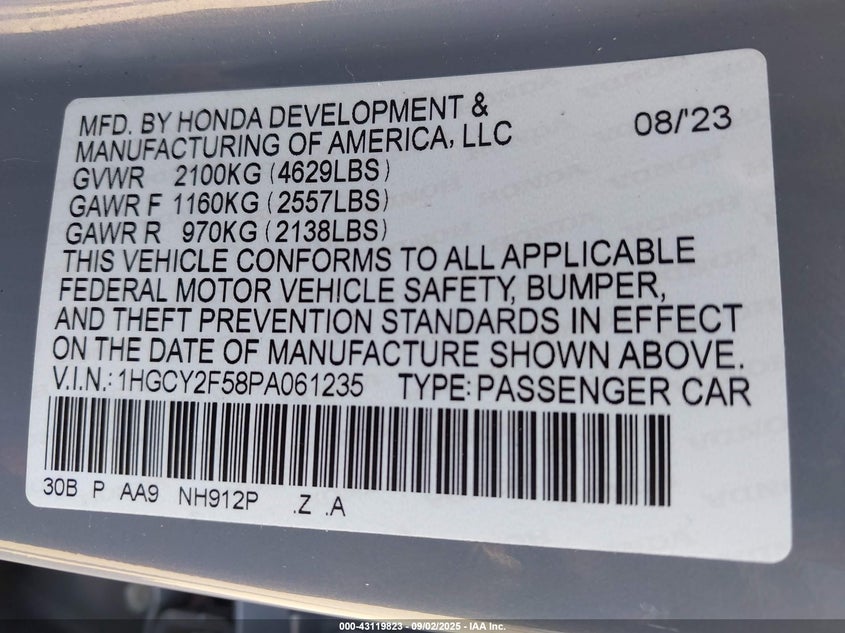 MFD. BY HONDA DEVELOPMENT &
MANUFACTURING OF AMERICA, LLC
08/'23
GVWR 2100KG (4629LBS)
GAWR F 1160KG (2557LBS)
GAWR R 970KG (2138LBS)
THIS VEHICLE CONFORMS TO ALL APPLICABLE
FEDERAL MOTOR VEHICLE SAFETY, BUMPER,
AND THEFT PREVENTION STANDARDS IN EFFECT
ON THE DATE OF MANUFACTURE SHOWN ABOVE.
V.I.N.: 1HGCY2F58PA061235 TYPE: PASSENGER CAR
30B P AA9 NH912P .Z .A
000-43119823 - 09/02/2025 - IAA Inc.